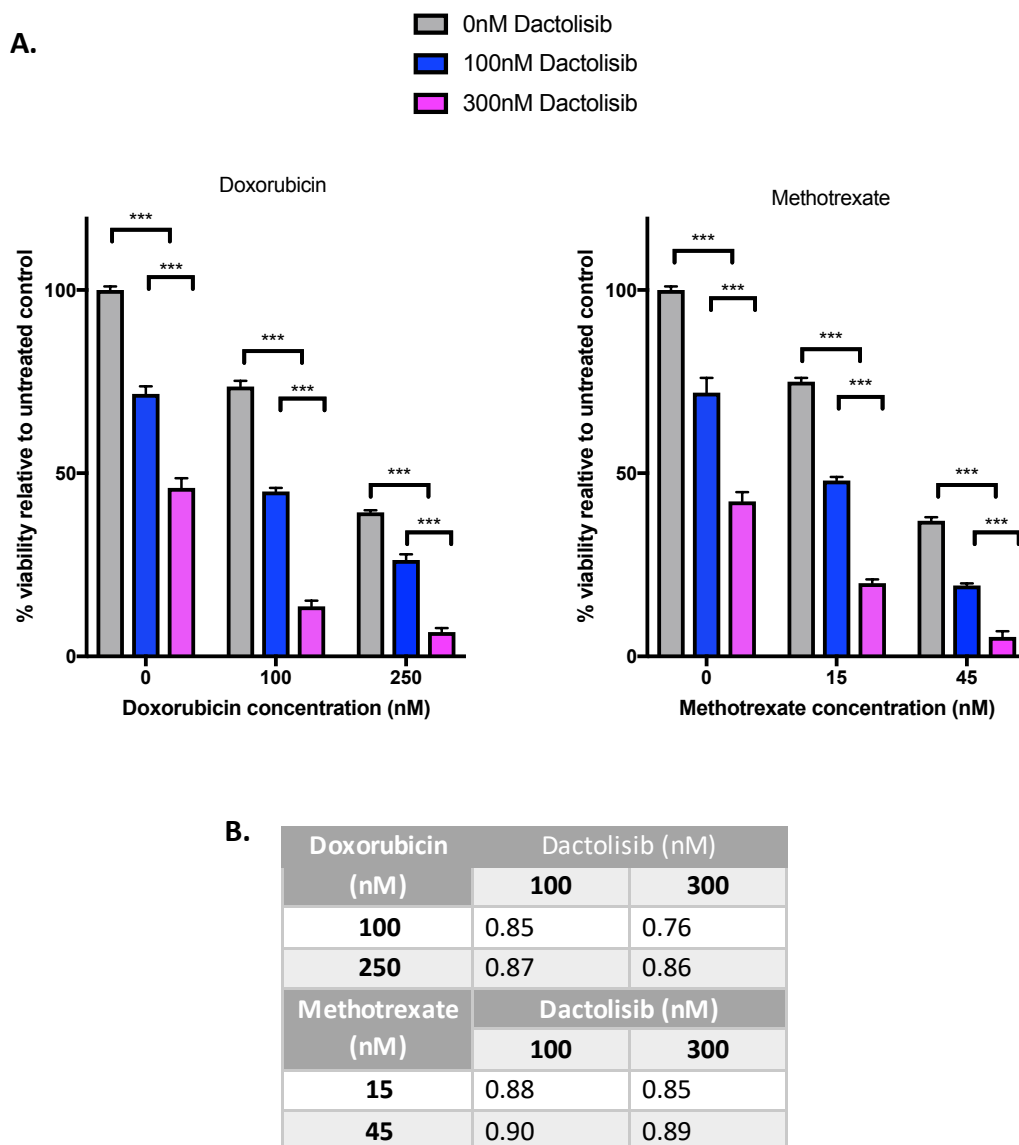 A.
0nM Dactolisib
100nM Dactolisib
300nM Dactolisib
Doxorubicin
% viability relative to untreated control
100
50
0
***
***
***
***
***
***
0 100 250
Doxorubicin concentration (nM)
Methotrexate
% viability realtive to untreated control
100
50
0
***
***
***
***
***
***
0 15 45
Methotrexate concentration (nM)
B.
Doxorubicin (nM) Dactolisib (nM)
100 300
100 0.85 0.76
250 0.87 0.86
Methotrexate (nM) Dactolisib (nM)
100 300
15 0.88 0.85
45 0.90 0.89